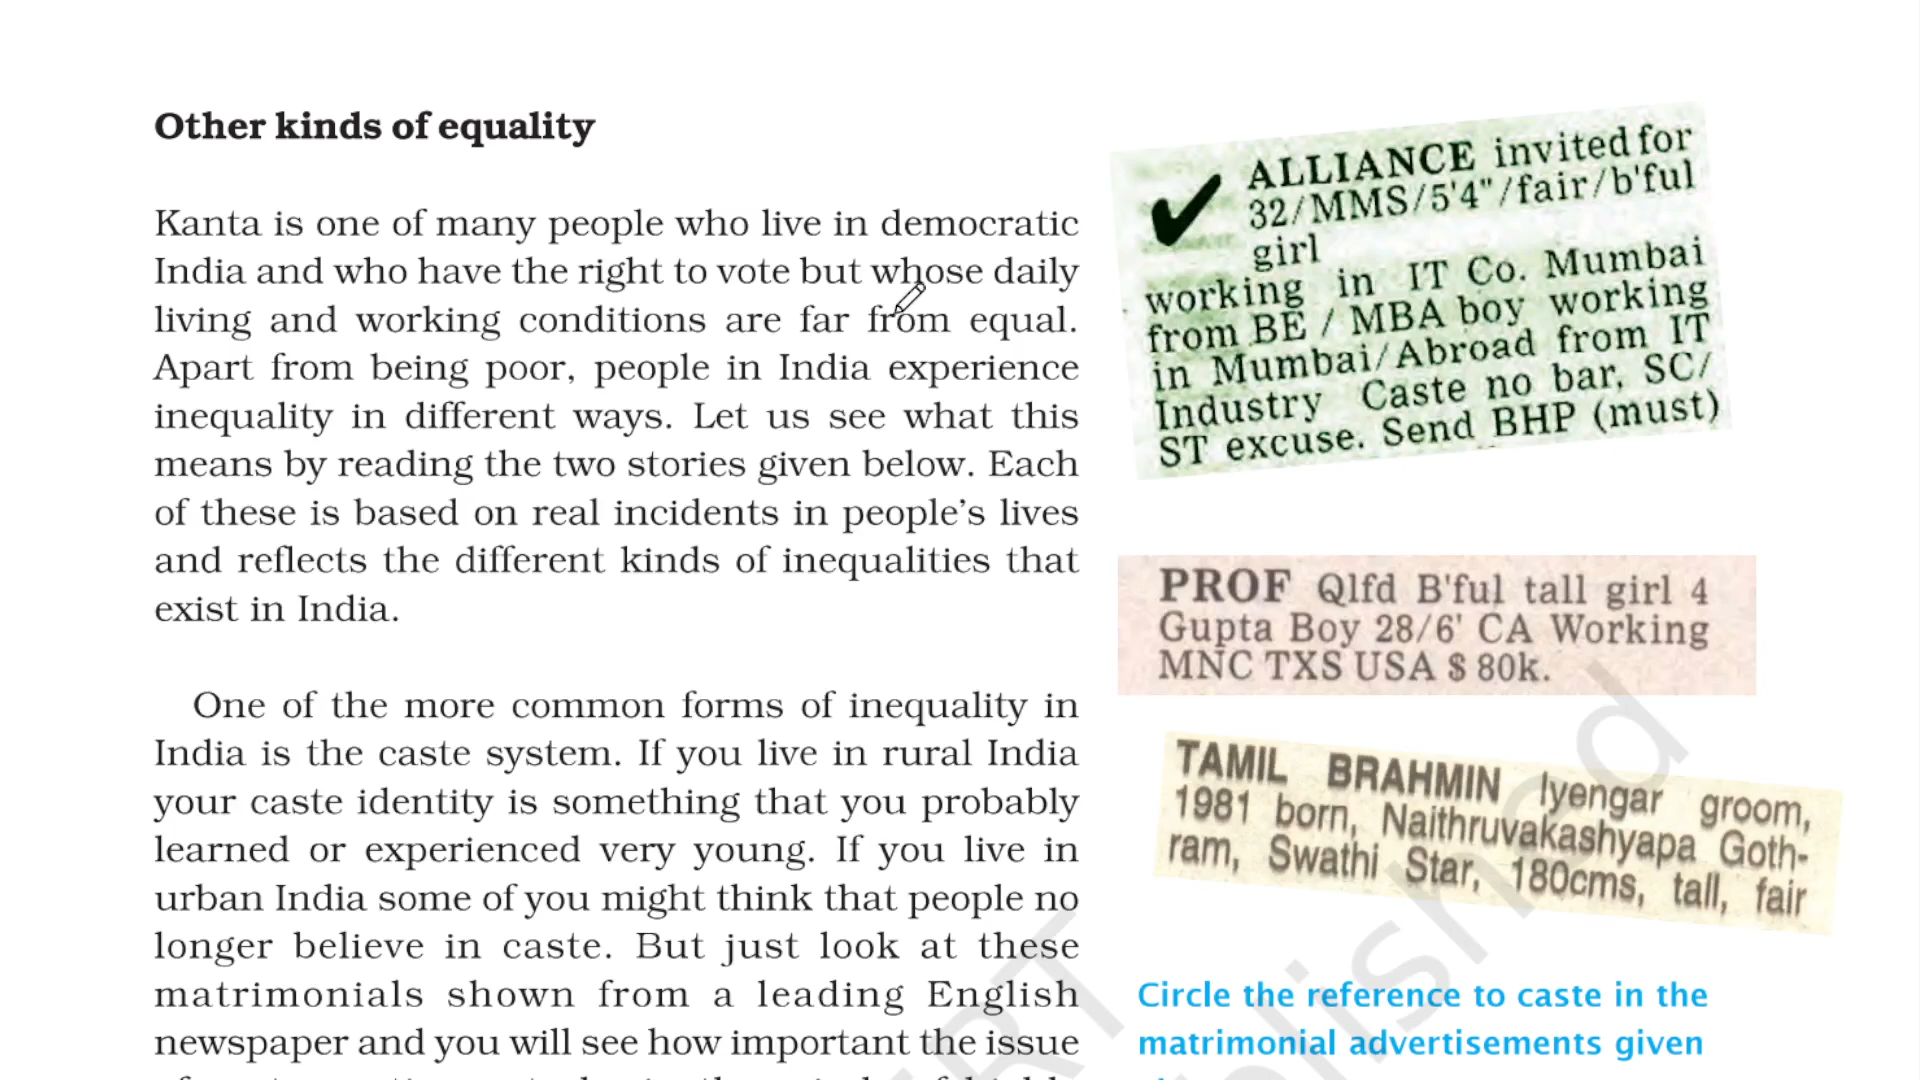 Other kinds of equality
Kanta is one of many people who live in democratic
India and who have the right to vote but whose daily
living and working conditions are far from equal.
Apart from being poor, people in India experience
inequality in different ways. Let us see what this
means by reading the two stories given below. Each
of these is based on real incidents in people’s lives
and reflects the different kinds of inequalities that
exist in India.
One of the more common forms of inequality in
India is the caste system. If you live in rural India
your caste identity is something that you probably
learned or experienced very young. If you live in
urban India some of you might think that people no
longer believe in caste. But just look at these
matrimonials shown from a leading English
newspaper and you will see how important the issue
ALLIANCE invited for
32/MMS/5'4"/fair/b'ful
girl
working in IT Co. Mumbai
from BE / MBA boy working
in Mumbai/Abroad from IT
Industry Caste no bar, SC/
ST excuse. Send BHP (must)
PROF Qlfd B'ful tall girl 4
Gupta Boy 28/6' CA Working
MNC TXS USA $ 80k.
TAMIL BRAHMIN Iyengar groom,
1981 born, Naithruvakashyapa Goth-
ram, Swathi Star, 180cms, tall, fair
Circle the reference to caste in the
matrimonial advertisements given